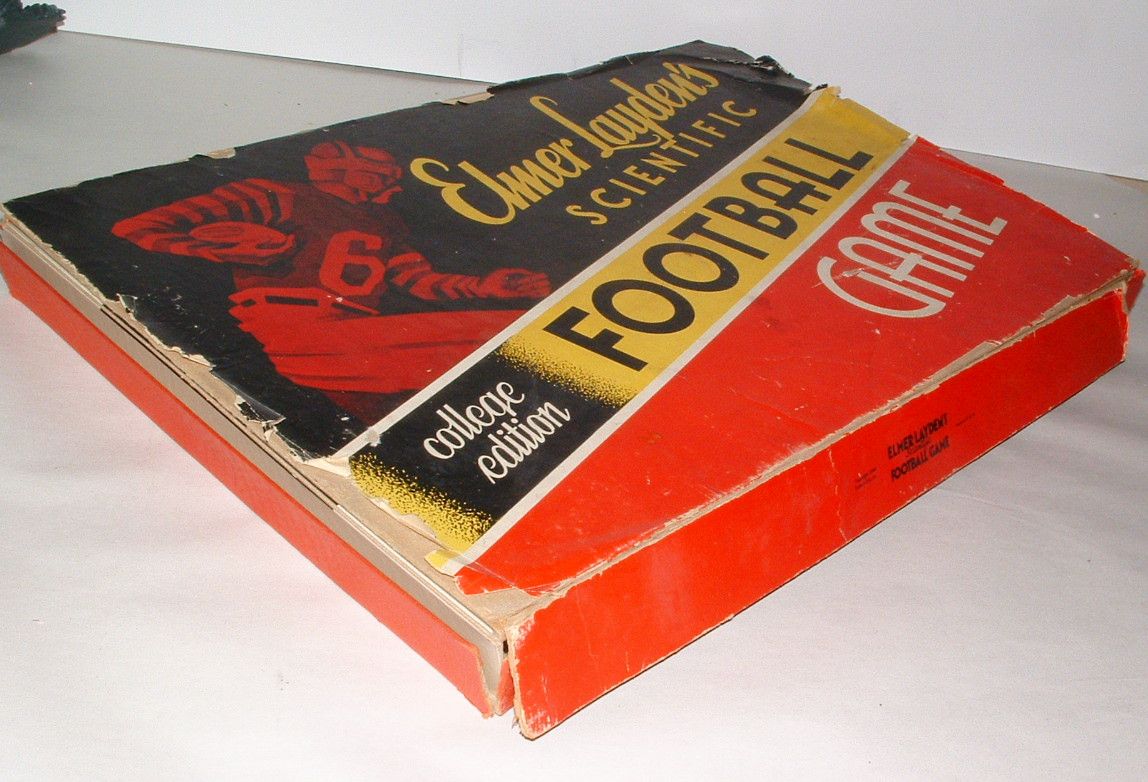 Elmer Layden's
SCIENTIFIC
FOOTBALL
GAME
college
edition
6
ELMER LAYDEN'S
FOOTBALL GAME